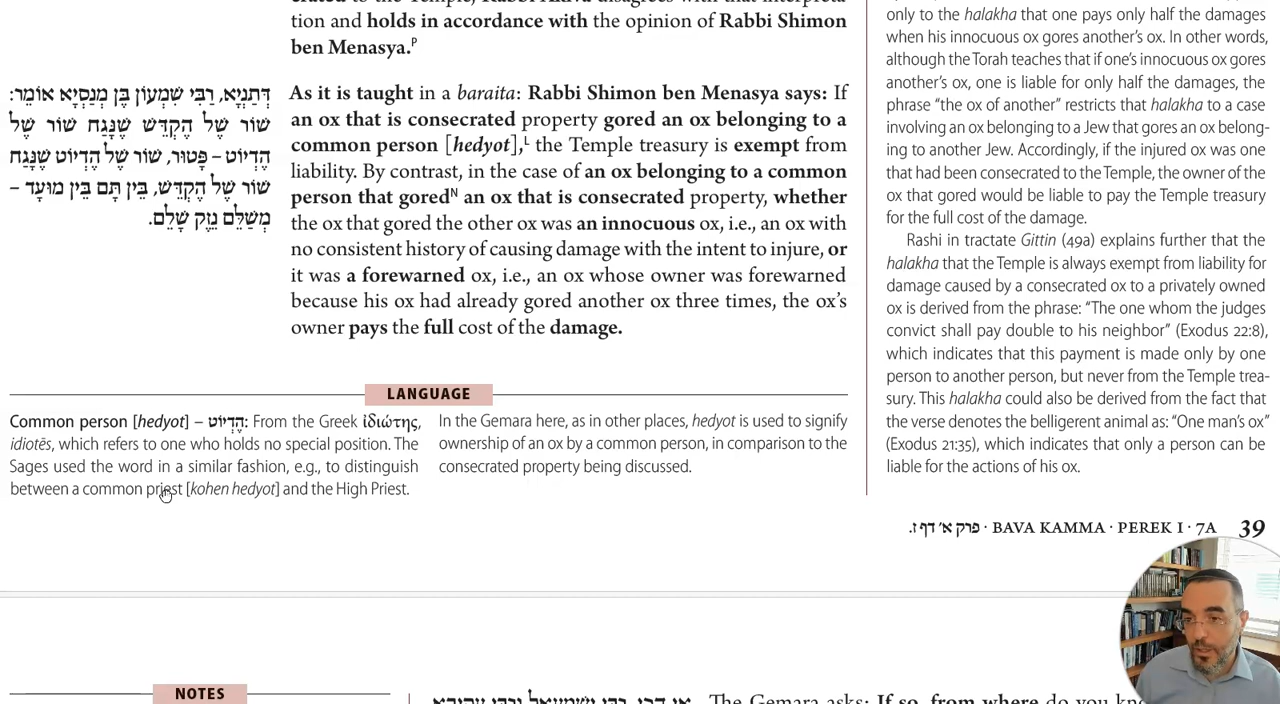 crated to the Temple, Rabbi Akiva disagrees with that interpreta-
tion and holds in accordance with the opinion of Rabbi Shimon
ben Menasya.P
דְּתַנְיָא, רַבִּי שִׁמְעוֹן בֶּן מְנַסְיָא אוֹמֵר:
שׁוֹר שֶׁל הֶקְדֵּשׁ שֶׁנָּגַח שׁוֹר שֶׁל
הֶדְיוֹט – פָּטוּר, שׁוֹר שֶׁל הֶדְיוֹט שֶׁנָּגַח
שׁוֹר שֶׁל הֶקְדֵּשׁ, בֵּין תָּם בֵּין מוּעָד –
מְשַׁלֵּם נֶזֶק שָׁלֵם.
As it is taught in a baraita: Rabbi Shimon ben Menasya says: If
an ox that is consecrated property gored an ox belonging to a
common person [hedyot],L the Temple treasury is exempt from
liability. By contrast, in the case of an ox belonging to a common
person that goredN an ox that is consecrated property, whether
the ox that gored the other ox was an innocuous ox, i.e., an ox with
no consistent history of causing damage with the intent to injure, or
it was a forewarned ox, i.e., an ox whose owner was forewarned
because his ox had already gored another ox three times, the ox's
owner pays the full cost of the damage.
LANGUAGE
Common person [hedyot] – הֶדְיוֹט: From the Greek ἰδιώτης,
idiotēs, which refers to one who holds no special position. The
Sages used the word in a similar fashion, e.g., to distinguish
between a common priest [kohen hedyot] and the High Priest.
In the Gemara here, as in other places, hedyot is used to signify
ownership of an ox by a common person, in comparison to the
consecrated property being discussed.
only to the halakha that one pays only half the damages
when his innocuous ox gores another's ox. In other words,
although the Torah teaches that if one's innocuous ox gores
another's ox, one is liable for only half the damages, the
phrase “the ox of another” restricts that halakha to a case
involving an ox belonging to a Jew that gores an ox belong-
ing to another Jew. Accordingly, if the injured ox was one
that had been consecrated to the Temple, the owner of the
ox that gored would be liable to pay the Temple treasury
for the full cost of the damage.
Rashi in tractate Gittin (49a) explains further that the
halakha that the Temple is always exempt from liability for
damage caused by a consecrated ox to a privately owned
ox is derived from the phrase: “The one whom the judges
convict shall pay double to his neighbor” (Exodus 22:8),
which indicates that this payment is made only by one
person to another person, but never from the Temple trea-
sury. This halakha could also be derived from the fact that
the verse denotes the belligerent animal as: “One man's ox”
(Exodus 21:35), which indicates that only a person can be
liable for the actions of his ox.
פרק א׳ דף ז. · BAVA KAMMA · PEREK I · 7A 39
NOTES
The Gemara asks: If so, from where do you